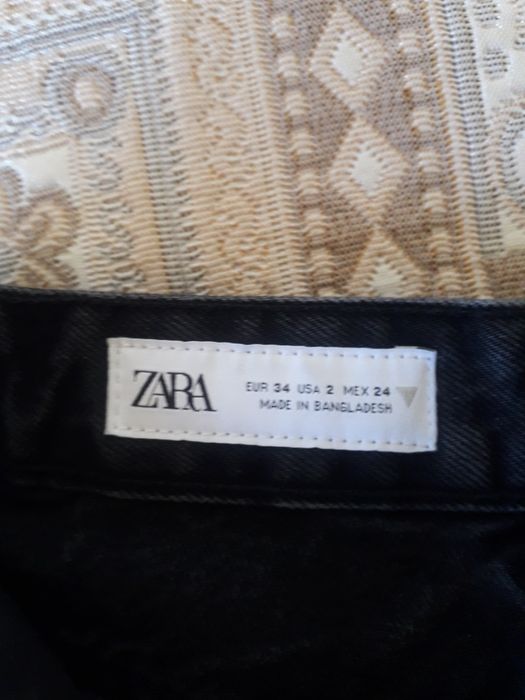 ZARA
EUR 34 USA 2 MEX 24
MADE IN BANGLADESH